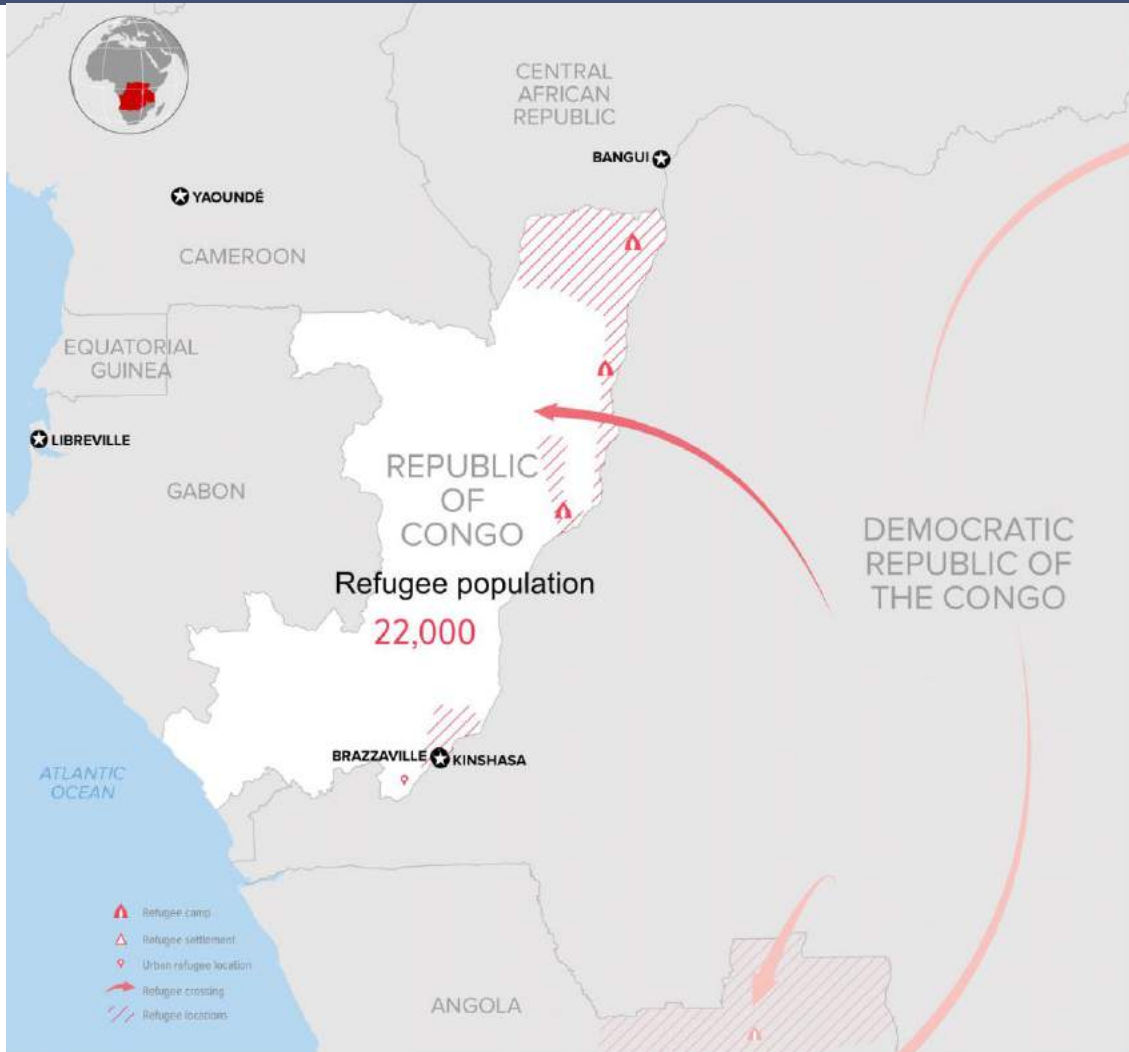 CENTRAL
AFRICAN
REPUBLIC
BANGUI
YAOUNDÉ
CAMEROON
EQUATORIAL
GUINEA
LIBREVILLE
GABON
REPUBLIC
OF
CONGO
DEMOCRATIC
REPUBLIC OF
THE CONGO
Refugee population
22,000
BRAZZAVILLE
KINSHASA
ATLANTIC
OCEAN
Refugee camp
Refugee settlement
Urban refugee location
Refugee crossing
Refugee locations
ANGOLA